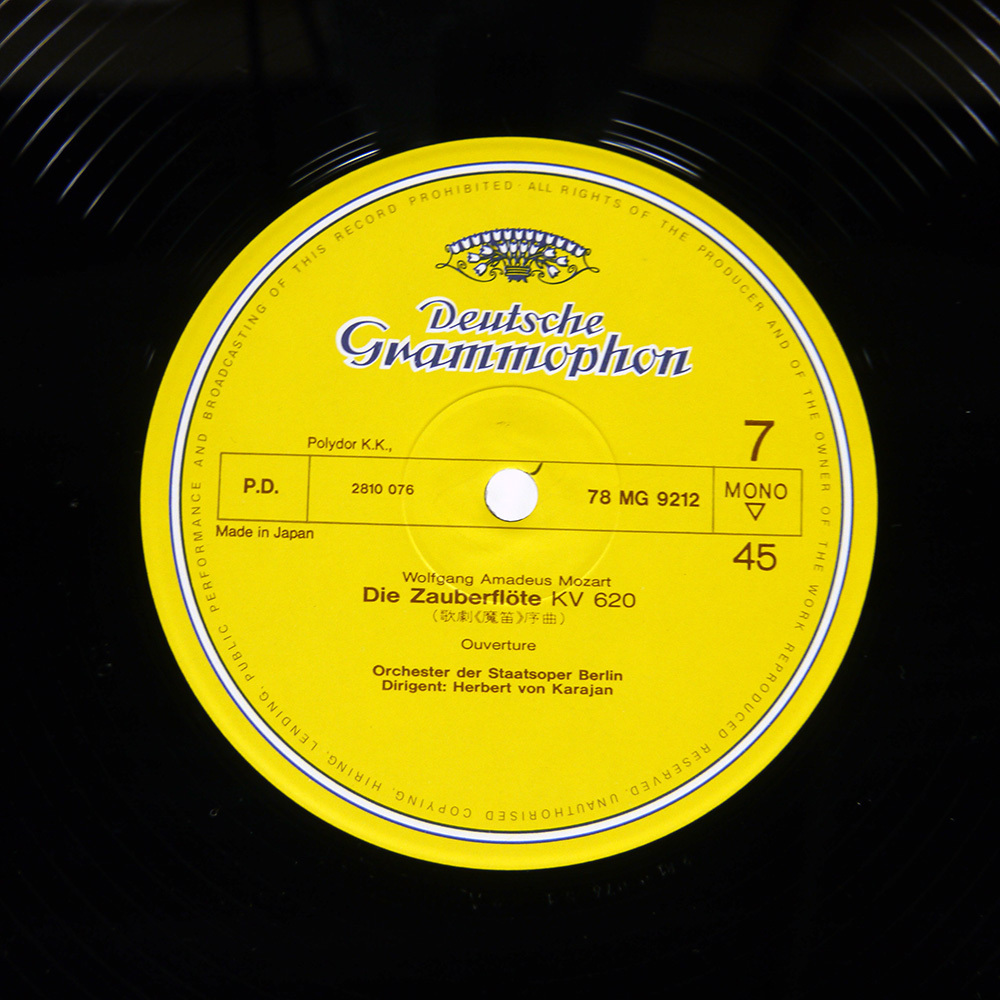 ALL RIGHTS OF THE PRODUCER AND OF THE OWNER OF THE WORK REPRODUCED RESERVED. UNAUTHORISED COPYING, HIRING, LENDING, PUBLIC PERFORMANCE AND BROADCASTING OF THIS RECORD PROHIBITED ·
Deutsche
Grammophon
Polydor K.K.,
7
P.D.
2810 076
78 MG 9212
MONO
Made in Japan
45
Wolfgang Amadeus Mozart
Die Zauberflöte KV 620
(歌劇《魔笛》序曲)
Ouverture
Orchester der Staatsoper Berlin
Dirigent: Herbert von Karajan